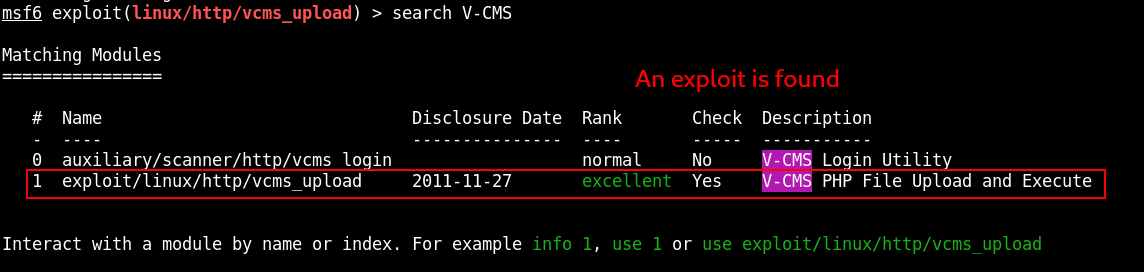 msf6 exploit(linux/http/vcms_upload) > search V-CMS
Matching Modules
================
An exploit is found
#  Name                               Disclosure Date  Rank       Check  Description
-  ----                               ---------------  ----       -----  -----------
0  auxiliary/scanner/http/vcms_login                   normal     No     V-CMS Login Utility
1  exploit/linux/http/vcms_upload     2011-11-27       excellent  Yes    V-CMS PHP File Upload and Execute
Interact with a module by name or index. For example info 1, use 1 or use exploit/linux/http/vcms_upload